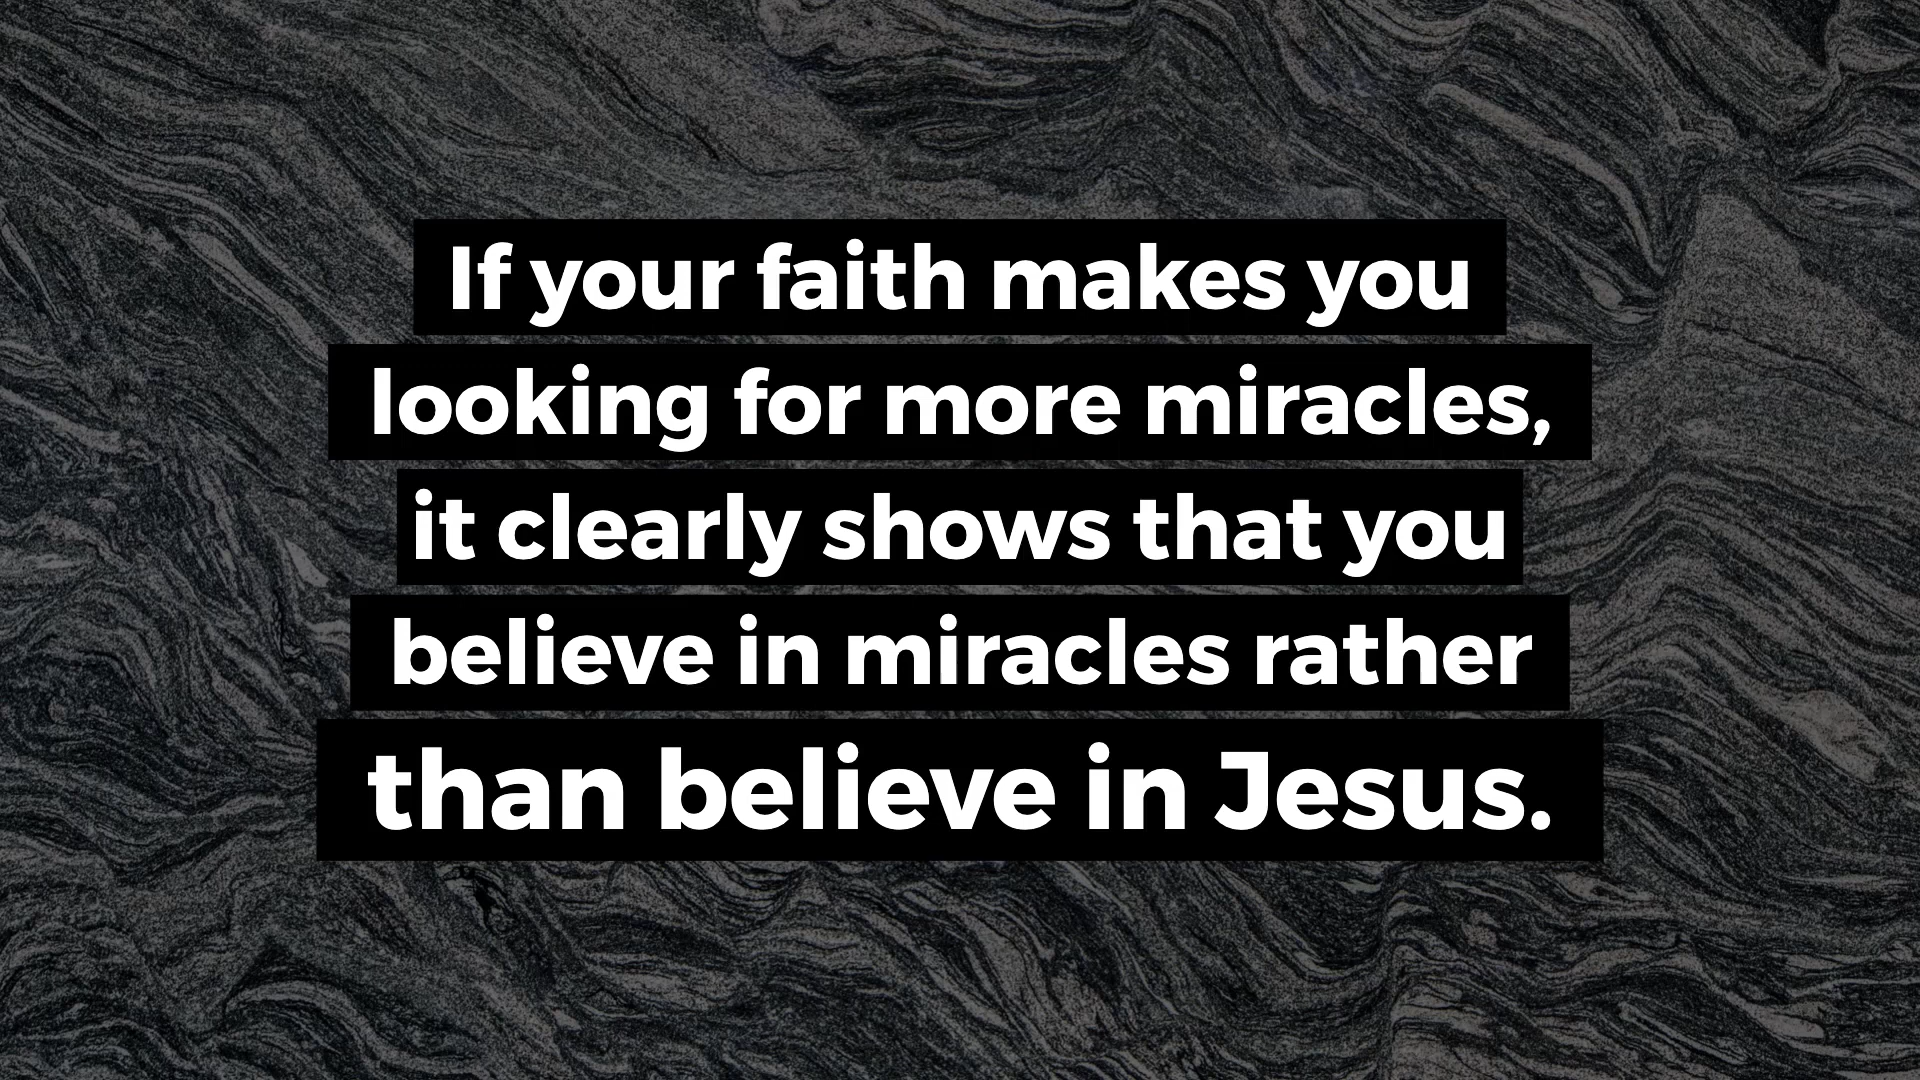 If your faith makes you
looking for more miracles,
it clearly shows that you
believe in miracles rather
than believe in Jesus.